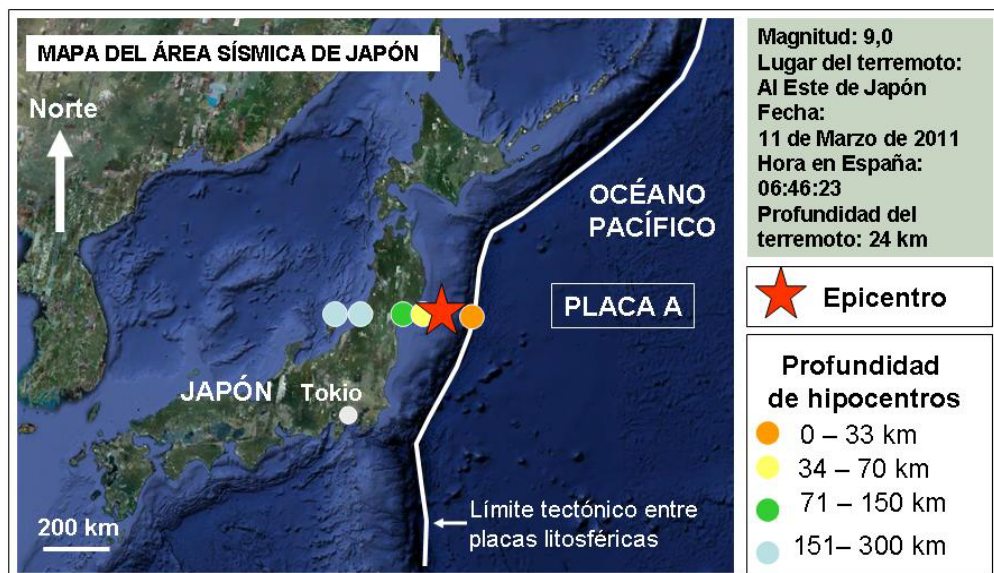 MAPA DEL ÁREA SÍSMICA DE JAPÓN
Norte
OCÉANO
PACÍFICO
PLACA A
JAPÓN
Tokio
200 km
Límite tectónico entre
placas litosféricas
Magnitud: 9,0
Lugar del terremoto:
Al Este de Japón
Fecha:
11 de Marzo de 2011
Hora en España:
06:46:23
Profundidad del
terremoto: 24 km
Epicentro
Profundidad
de hipocentros
0 – 33 km
34 – 70 km
71 – 150 km
151– 300 km